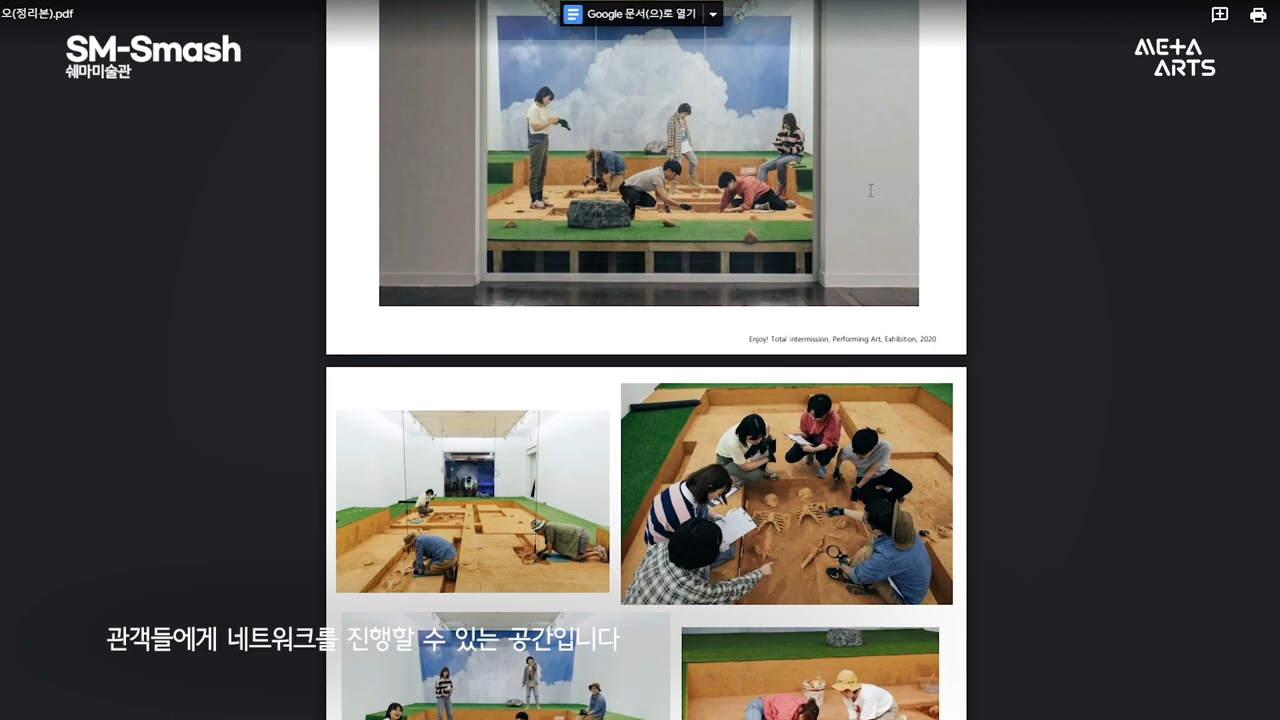 오(정리본).pdf
Google 문서(으)로 열기
SM-Smash
쉐마미술관
META
ARTS
Enjoy! Total intermission, Performing Art, Exhibition, 2020
관객들에게 네트워크를 진행할 수 있는 공간입니다